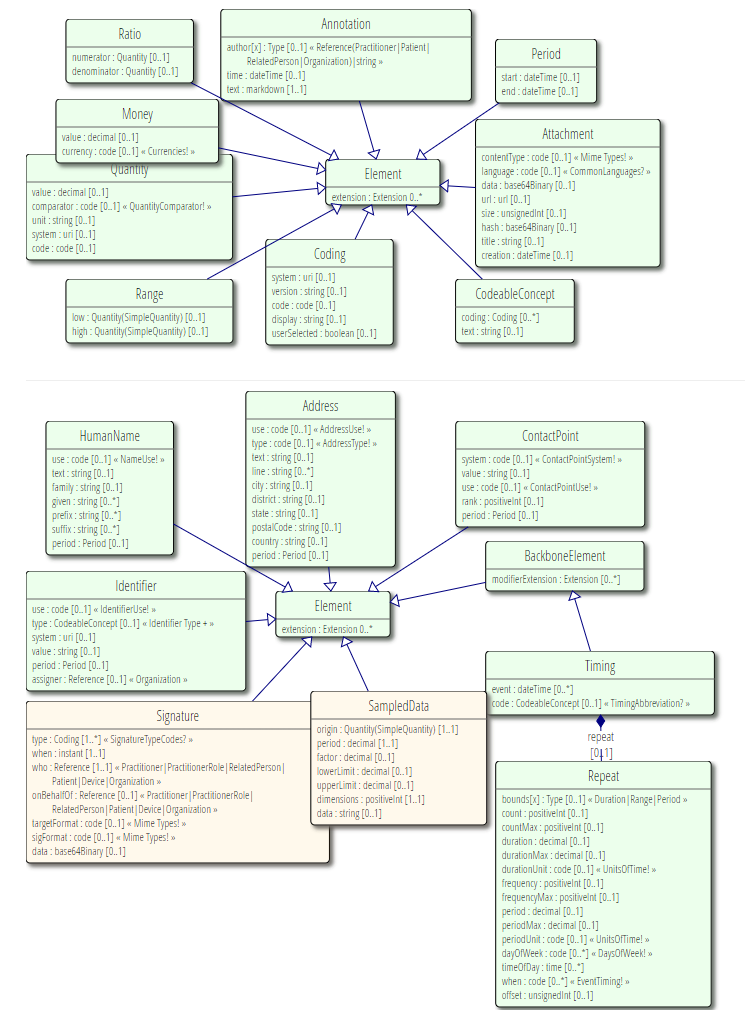 Ratio
numerator : Quantity [0..1]
denominator : Quantity [0..1]
Annotation
author[x] : Type [0..1] « Reference(Practitioner|Patient|
RelatedPerson|Organization)|string »
time : dateTime [0..1]
text : markdown [1..1]
Period
start : dateTime [0..1]
end : dateTime [0..1]
Money
value : decimal [0..1]
currency : code [0..1] « Currencies! »
Attachment
contentType : code [0..1] « Mime Types! »
language : code [0..1] « CommonLanguages? »
data : base64Binary [0..1]
url : url [0..1]
size : unsignedInt [0..1]
hash : base64Binary [0..1]
title : string [0..1]
creation : dateTime [0..1]
Quantity
value : decimal [0..1]
comparator : code [0..1] « QuantityComparator! »
unit : string [0..1]
system : uri [0..1]
code : code [0..1]
Element
extension : Extension 0..*
Range
low : Quantity(SimpleQuantity) [0..1]
high : Quantity(SimpleQuantity) [0..1]
Coding
system : uri [0..1]
version : string [0..1]
code : code [0..1]
display : string [0..1]
userSelected : boolean [0..1]
CodeableConcept
coding : Coding [0..*]
text : string [0..1]
HumanName
use : code [0..1] « NameUse! »
text : string [0..1]
family : string [0..1]
given : string [0..*]
prefix : string [0..*]
suffix : string [0..*]
period : Period [0..1]
Address
use : code [0..1] « AddressUse! »
type : code [0..1] « AddressType! »
text : string [0..1]
line : string [0..*]
city : string [0..1]
district : string [0..1]
state : string [0..1]
postalCode : string [0..1]
country : string [0..1]
period : Period [0..1]
ContactPoint
system : code [0..1] « ContactPointSystem! »
value : string [0..1]
use : code [0..1] « ContactPointUse! »
rank : positiveInt [0..1]
period : Period [0..1]
BackboneElement
modifierExtension : Extension [0..*]
Identifier
use : code [0..1] « IdentifierUse! »
type : CodeableConcept [0..1] « Identifier Type + »
system : uri [0..1]
value : string [0..1]
period : Period [0..1]
assigner : Reference [0..1] « Organization »
Element
extension : Extension 0..*
Timing
event : dateTime [0..*]
code : CodeableConcept [0..1] « TimingAbbreviation? »
Signature
type : Coding [1..*] « SignatureTypeCodes? »
when : instant [1..1]
who : Reference [1..1] « Practitioner|PractitionerRole|RelatedPerson|
Patient|Device|Organization »
onBehalfOf : Reference [0..1] « Practitioner|PractitionerRole|
RelatedPerson|Patient|Device|Organization »
targetFormat : code [0..1] « Mime Types! »
sigFormat : code [0..1] « Mime Types! »
data : base64Binary [0..1]
SampledData
origin : Quantity(SimpleQuantity) [1..1]
period : decimal [1..1]
factor : decimal [0..1]
lowerLimit : decimal [0..1]
upperLimit : decimal [0..1]
dimensions : positiveInt [1..1]
data : string [0..1]
repeat
[0..1]
Repeat
bounds[x] : Type [0..1] « Duration|Range|Period »
count : positiveInt [0..1]
countMax : positiveInt [0..1]
duration : decimal [0..1]
durationMax : decimal [0..1]
durationUnit : code [0..1] « UnitsOfTime! »
frequency : positiveInt [0..1]
frequencyMax : positiveInt [0..1]
period : decimal [0..1]
periodMax : decimal [0..1]
periodUnit : code [0..1] « UnitsOfTime! »
dayOfWeek : code [0..*] « DaysOfWeek! »
timeOfDay : time [0..*]
when : code [0..*] « EventTiming! »
offset : unsignedInt [0..1]